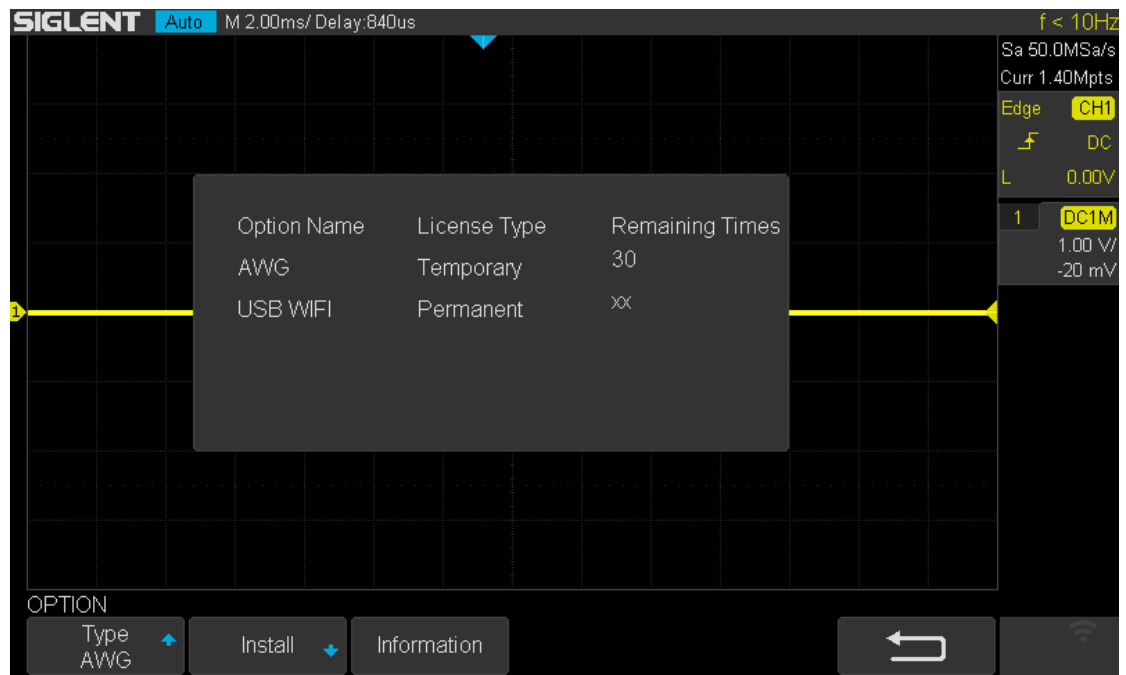 SIGLENT Auto M 2.00ms/ Delay:840us f < 10Hz
Sa 50.0MSa/s
Curr 1.40Mpts
Edge CH1
DC
L 0.00V
1 DC1M
1.00 V/
-20 mV
Option Name License Type Remaining Times
AWG Temporary 30
USB WIFI Permanent xx
1
OPTION
Type
AWG
Install
Information